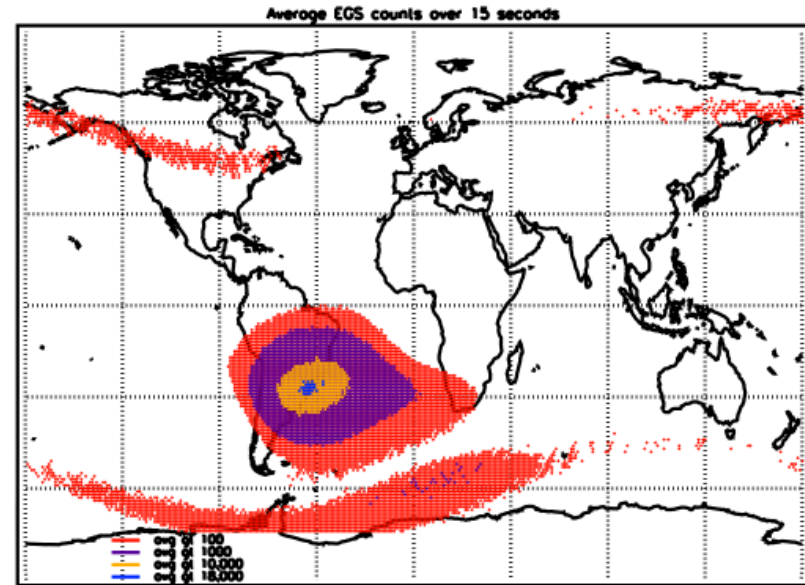 Average EGS counts over 15 seconds
avg gt 100
avg gt 1000
avg gt 10,000
avg gt 18,000